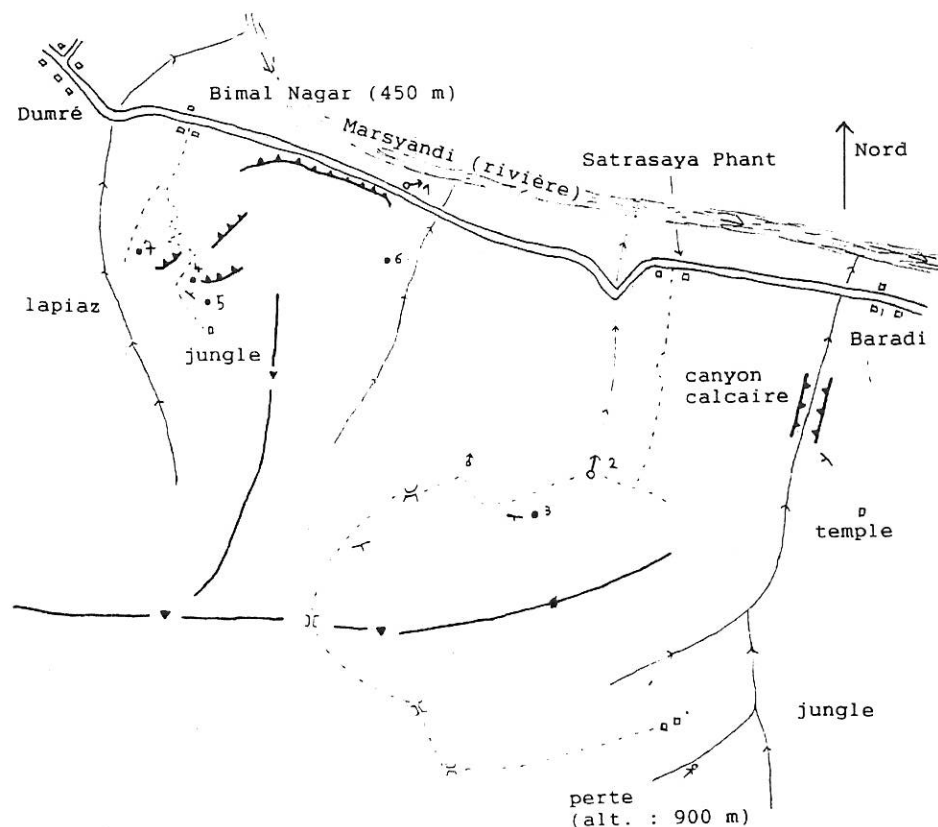 Bimal Nagar (450 m)
Dumré
Marsyandi (rivière)
Satrasaya Phant
Nord
1
7
6
5
lapiaz
jungle
Baradi
canyon
calcaire
2
3
temple
jungle
perte
(alt. : 900 m)